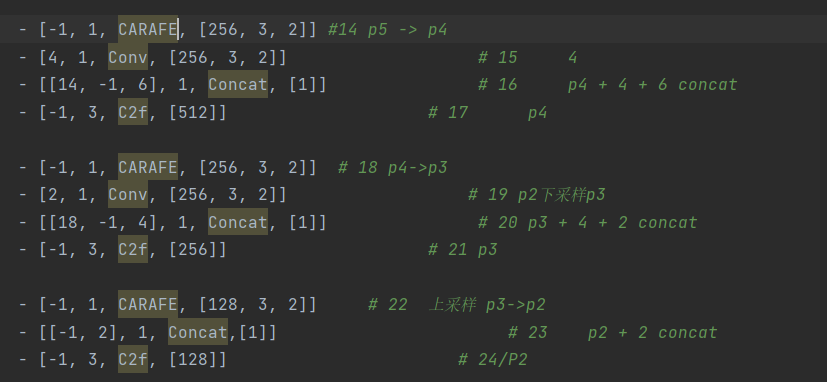 - [-1, 1, CARAFE, [256, 3, 2]] #14 p5 -> p4
- [4, 1, Conv, [256, 3, 2]] # 15 4
- [[14, -1, 6], 1, Concat, [1]] # 16 p4 + 4 + 6 concat
- [-1, 3, C2f, [512]] # 17 p4
- [-1, 1, CARAFE, [256, 3, 2]] # 18 p4->p3
- [2, 1, Conv, [256, 3, 2]] # 19 p2下采样p3
- [[18, -1, 4], 1, Concat, [1]] # 20 p3 + 4 + 2 concat
- [-1, 3, C2f, [256]] # 21 p3
- [-1, 1, CARAFE, [128, 3, 2]] # 22 上采样 p3->p2
- [[-1, 2], 1, Concat,[1]] # 23 p2 + 2 concat
- [-1, 3, C2f, [128]] # 24/P2